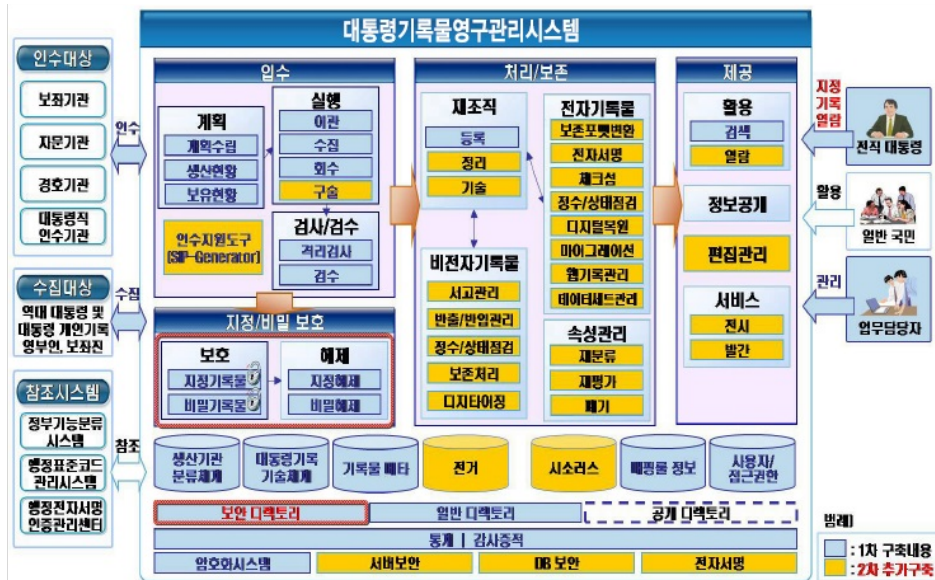 대통령기록물영구관리시스템
인수대상
보좌기관
자문기관
경호기관
대통령직
인수기관
인수
수집대상
역대 대통령 및
대통령 개인기록
영부인, 보좌진
수집
참조시스템
정부기능분류
시스템
행정표준코드
관리시스템
행정전자서명
인증관리센터
참조
입수
계획
계획수립
생산현황
보유현황
실행
이관
수집
회수
구술
인수지원도구
(SIP-Generator)
검사/검수
격리검사
검수
지정/비밀 보호
보호
지정기록물
비밀기록물
해제
지정해제
비밀해제
처리/보존
재조직
등록
정리
기술
비전자기록물
서고관리
반출/반입관리
정수/상태점검
보존처리
디지타이징
전자기록물
보존포맷변환
전자서명
체크섬
정수/상태점검
디지털복원
마이그레이션
웹기록관리
데이터세트관리
속성관리
재분류
재평가
폐기
제공
활용
검색
열람
정보공개
편집관리
서비스
전시
발간
지정
기록
열람
전직 대통령
활용
일반 국민
관리
업무담당자
생산기관
분류체계
대통령기록
기술체계
기록물 메타
전거
시소러스
매핑룰 정보
사용자/
접근권한
보안 디렉토리
일반 디렉토리
공개 디렉토리
통계 | 감사증적
암호화시스템
서버보안
DB 보안
전자서명
범례)
: 1차 구축내용
: 2차 추가구축